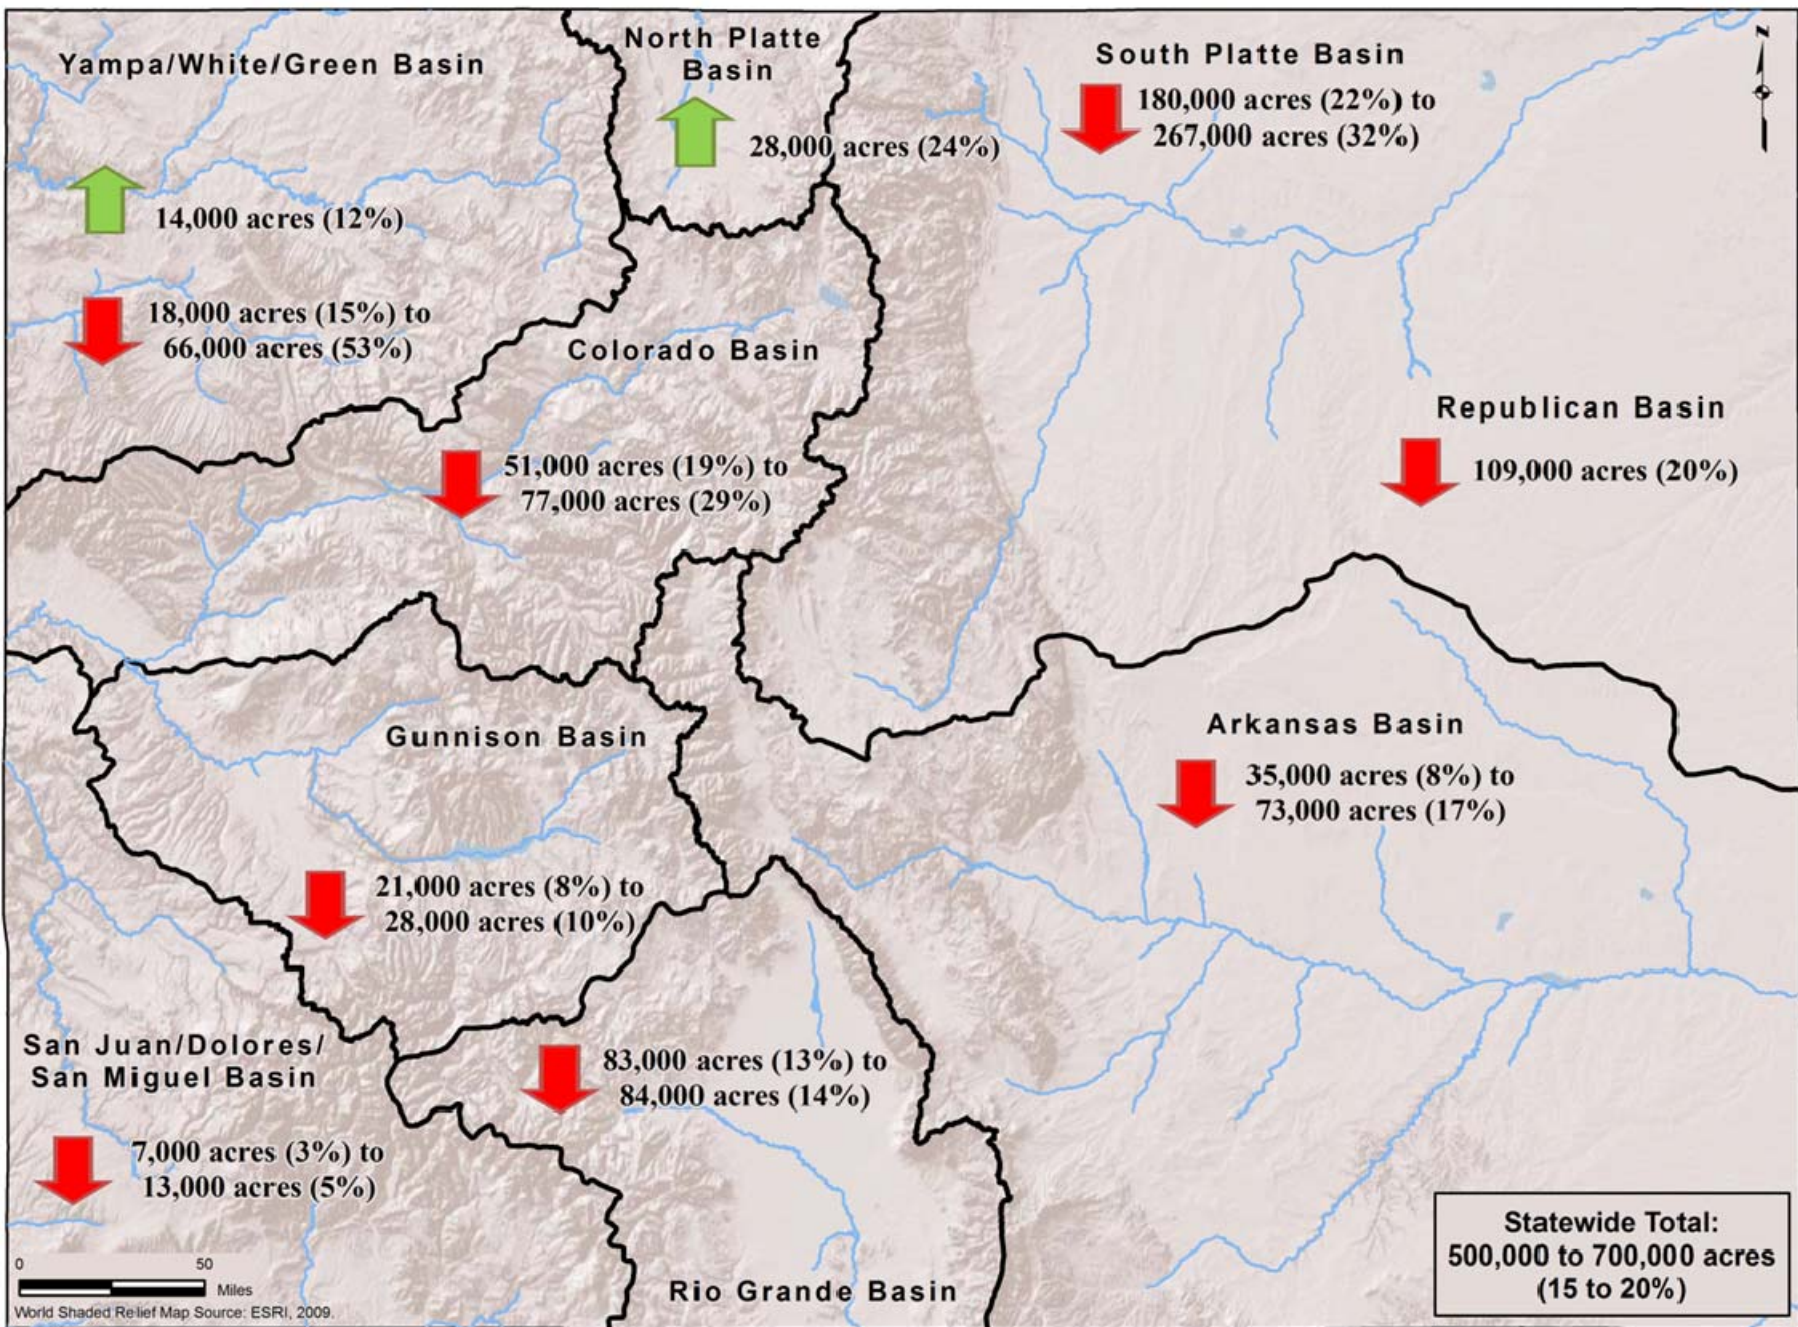 Yampa/White/Green Basin
14,000 acres (12%)
18,000 acres (15%) to
66,000 acres (53%)
North Platte
Basin
28,000 acres (24%)
South Platte Basin
180,000 acres (22%) to
267,000 acres (32%)
N
Colorado Basin
51,000 acres (19%) to
77,000 acres (29%)
Republican Basin
109,000 acres (20%)
Gunnison Basin
21,000 acres (8%) to
28,000 acres (10%)
Arkansas Basin
35,000 acres (8%) to
73,000 acres (17%)
San Juan/Dolores/
San Miguel Basin
7,000 acres (3%) to
13,000 acres (5%)
83,000 acres (13%) to
84,000 acres (14%)
Rio Grande Basin
Statewide Total:
500,000 to 700,000 acres
(15 to 20%)
0 50
Miles
World Shaded Relief Map Source: ESRI, 2009.